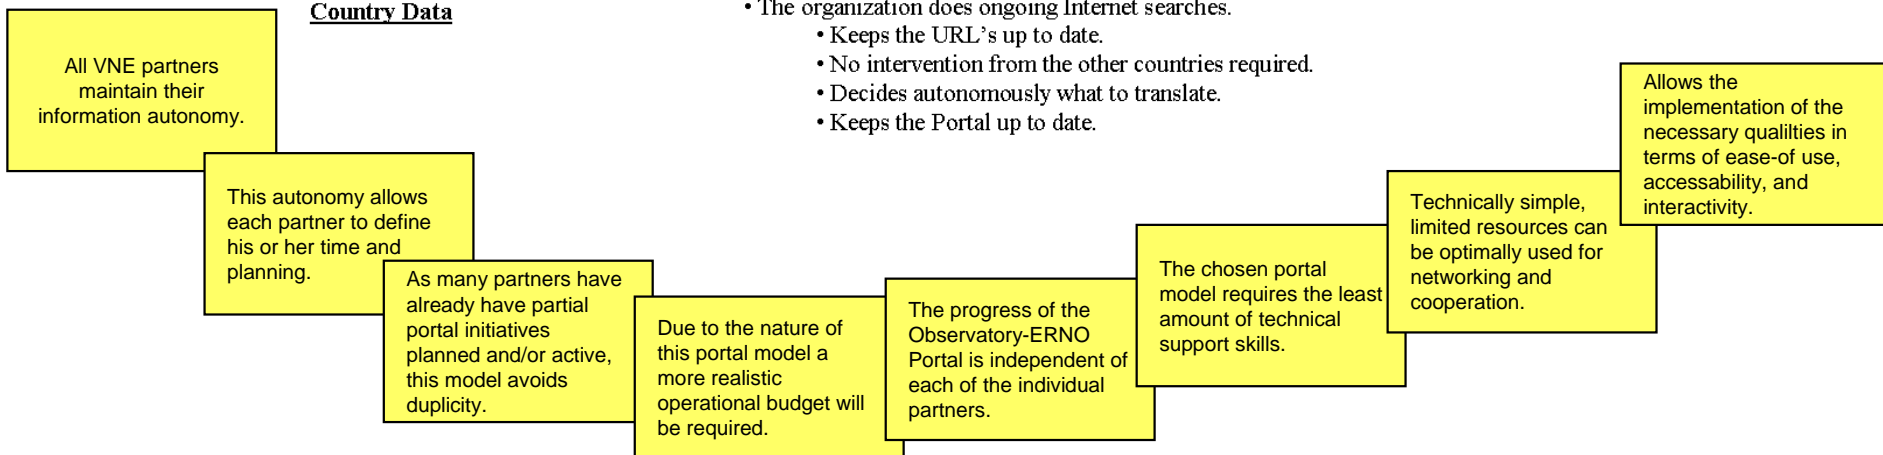 Country Data
• The organization does ongoing Internet searches.
• Keeps the URL's up to date.
• No intervention from the other countries required.
• Decides autonomously what to translate.
• Keeps the Portal up to date.
All VNE partners
maintain their
information autonomy.
This autonomy allows
each partner to define
his or her time and
planning.
As many partners have
already have partial
portal initiatives
planned and/or active,
this model avoids
duplicity.
Due to the nature of
this portal model a
more realistic
operational budget will
be required.
The progress of the
Observatory-ERNO
Portal is independent of
each of the individual
partners.
The chosen portal
model requires the least
amount of technical
support skills.
Technically simple,
limited resources can
be optimally used for
networking and
cooperation.
Allows the
implementation of the
necessary qualilties in
terms of ease-of use,
accessability, and
interactivity.